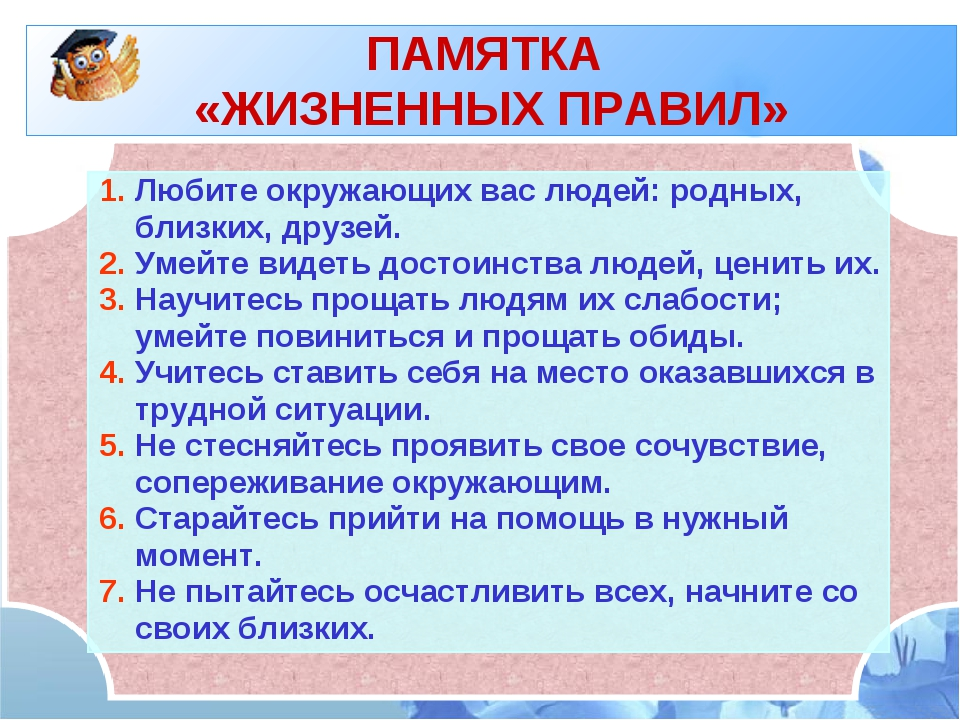 ПАМЯТКА
«ЖИЗНЕННЫХ ПРАВИЛ»
1. Любите окружающих вас людей: родных,
близких, друзей.
2. Умейте видеть достоинства людей, ценить их.
3. Научитесь прощать людям их слабости;
умейте повиниться и прощать обиды.
4. Учитесь ставить себя на место оказавшихся в
трудной ситуации.
5. Не стесняйтесь проявить свое сочувствие,
сопереживание окружающим.
6. Старайтесь прийти на помощь в нужный
момент.
7. Не пытайтесь осчастливить всех, начните со
своих близких.